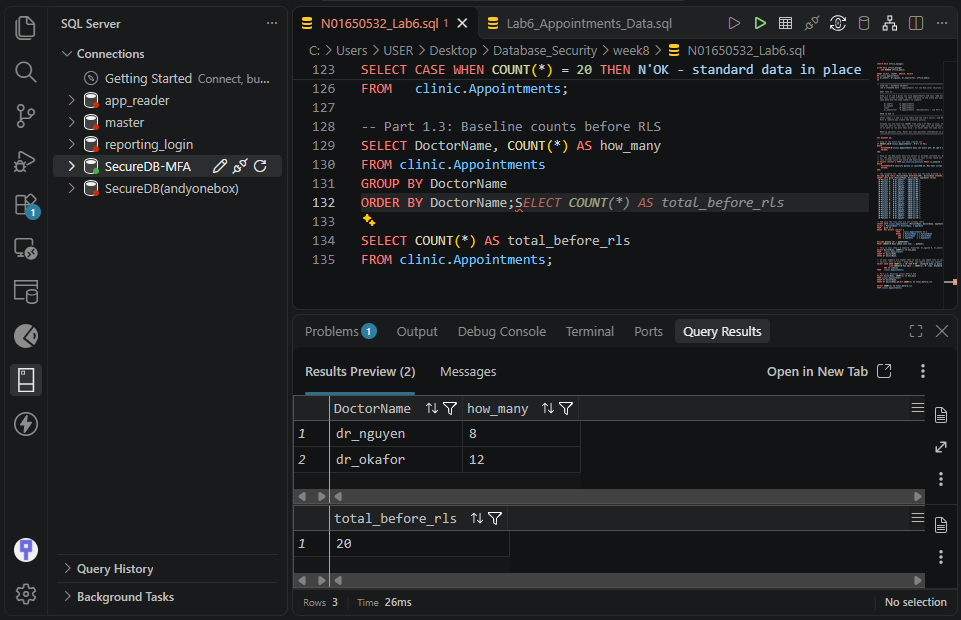 SQL Server
Connections
Getting Started Connect, bu...
app_reader
master
reporting_login
SecureDB-MFA
SecureDB(andyonebox)
1
Query History
Background Tasks
N01650532_Lab6.sql 1
Lab6_Appointments_Data.sql
C: > Users > USER > Desktop > Database_Security > week8 > N01650532_Lab6.sql
123 SELECT CASE WHEN COUNT(*) = 20 THEN N'OK - standard data in place
126 FROM clinic.Appointments;
127
128 -- Part 1.3: Baseline counts before RLS
129 SELECT DoctorName, COUNT(*) AS how_many
130 FROM clinic.Appointments
131 GROUP BY DoctorName
132 ORDER BY DoctorName;SELECT COUNT(*) AS total_before_rls
133
134 SELECT COUNT(*) AS total_before_rls
135 FROM clinic.Appointments;
Problems 1 Output Debug Console Terminal Ports Query Results
Results Preview (2) Messages Open in New Tab
DoctorName how_many
1 dr_nguyen 8
2 dr_okafor 12
total_before_rls
1 20
Rows 3 Time 26ms No selection